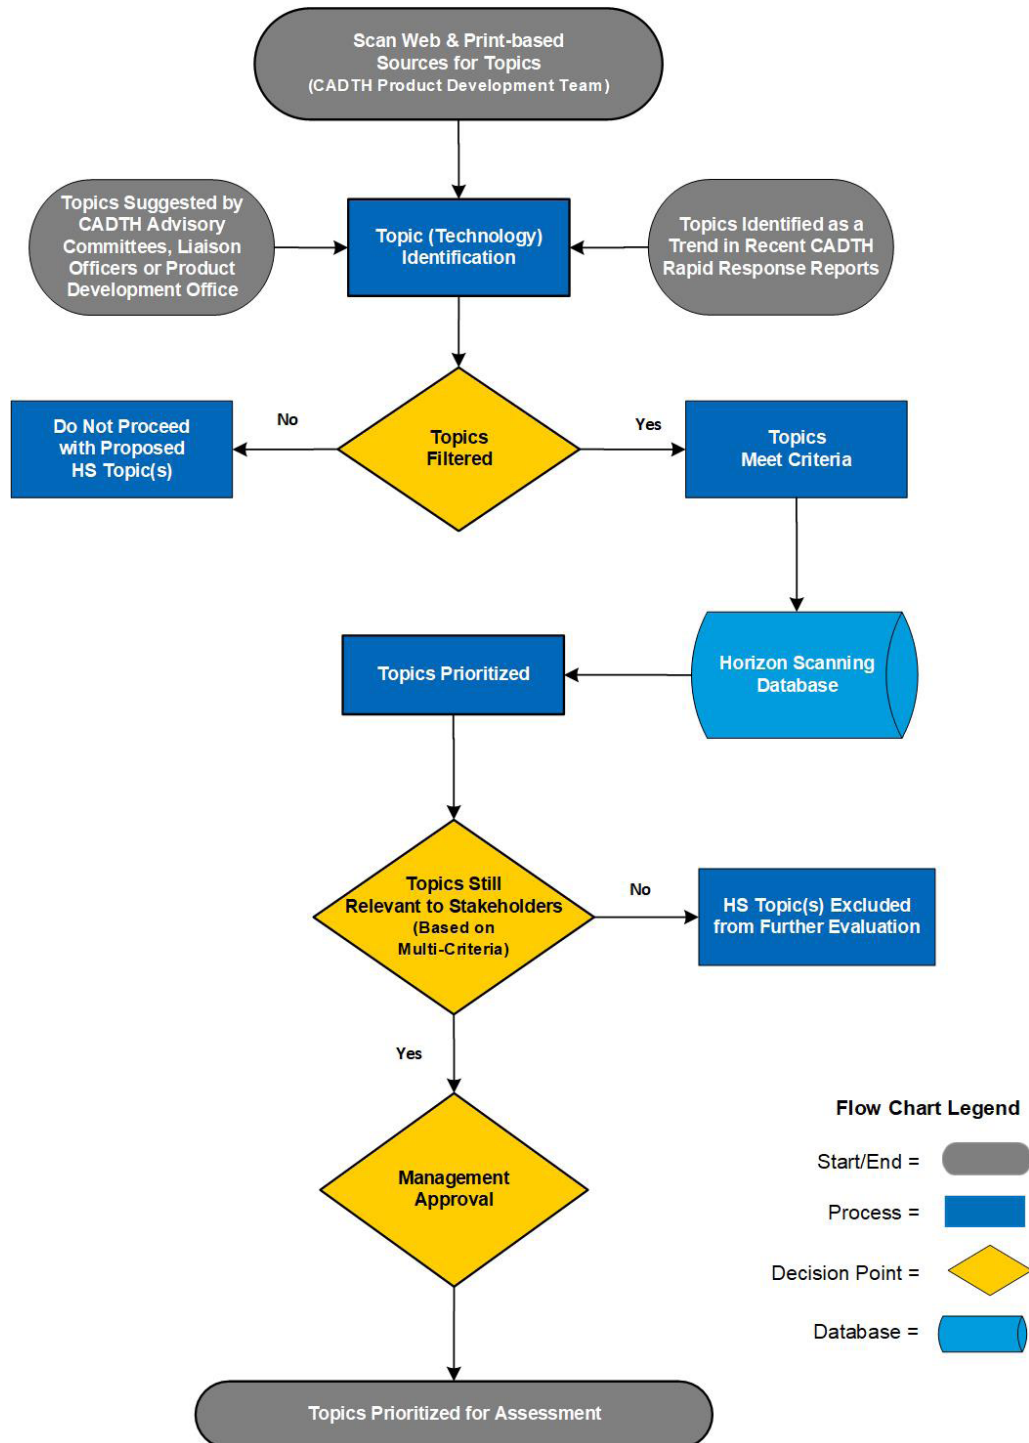 Scan Web & Print-based
Sources for Topics
(CADTH Product Development Team)
Topics Suggested by
CADTH Advisory
Committees, Liaison
Officers or Product
Development Office
Topic (Technology)
Identification
Topics Identified as a
Trend in Recent CADTH
Rapid Response Reports
Do Not Proceed
with Proposed
HS Topic(s)
No
Topics
Filtered
Yes
Topics
Meet Criteria
Topics Prioritized
Horizon Scanning
Database
Topics Still
Relevant to Stakeholders
(Based on
Multi-Criteria)
No
HS Topic(s) Excluded
from Further Evaluation
Yes
Management
Approval
Flow Chart Legend
Start/End =
Process =
Decision Point =
Database =
Topics Prioritized for Assessment